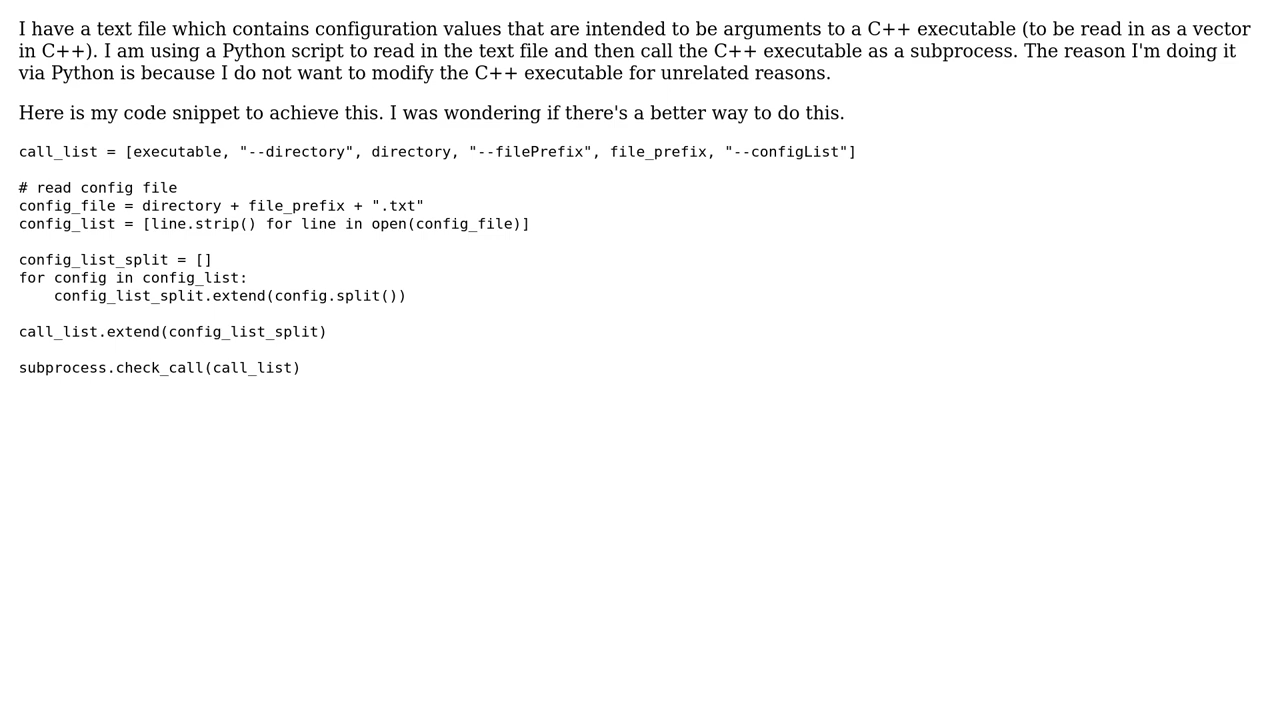 I have a text file which contains configuration values that are intended to be arguments to a C++ executable (to be read in as a vector
in C++). I am using a Python script to read in the text file and then call the C++ executable as a subprocess. The reason I'm doing it
via Python is because I do not want to modify the C++ executable for unrelated reasons.
Here is my code snippet to achieve this. I was wondering if there's a better way to do this.
call_list = [executable, "--directory", directory, "--filePrefix", file_prefix, "--configList"]
# read config file
config_file = directory + file_prefix + ".txt"
config_list = [line.strip() for line in open(config_file)]
config_list_split = []
for config in config_list:
    config_list_split.extend(config.split())
call_list.extend(config_list_split)
subprocess.check_call(call_list)